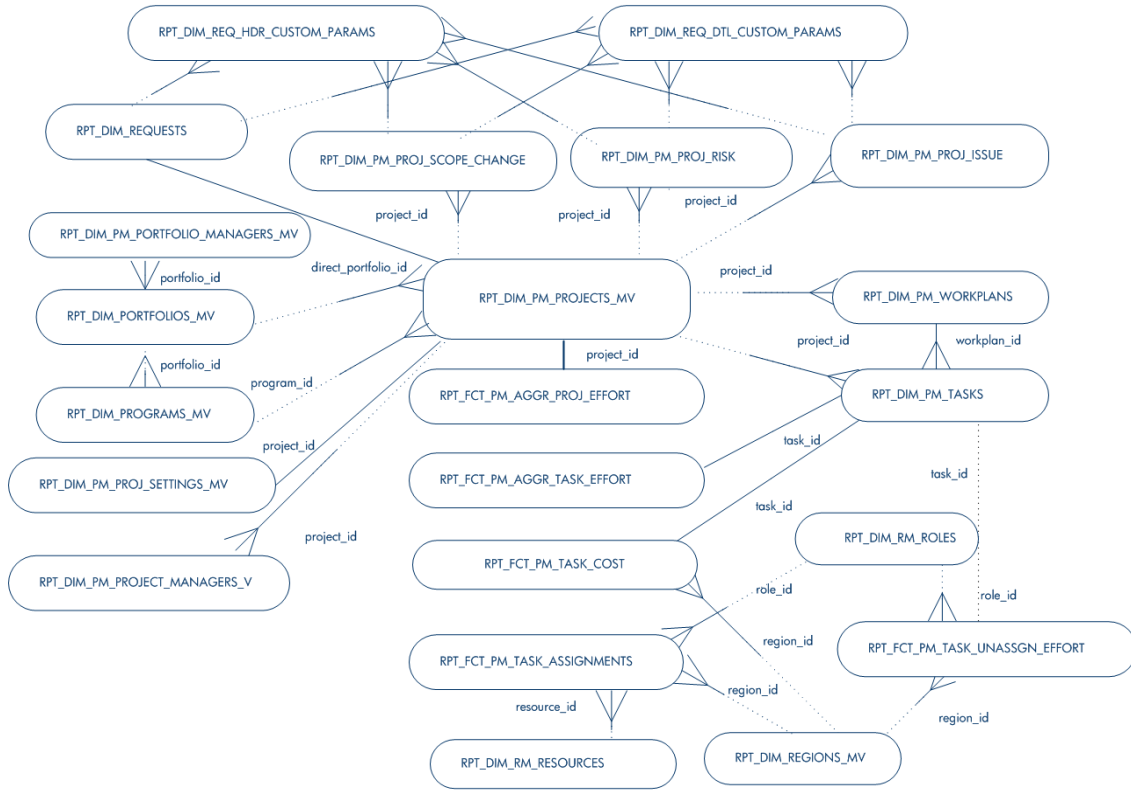 RPT_DIM_REQ_HDR_CUSTOM_PARAMS
RPT_DIM_REQ_DTL_CUSTOM_PARAMS
RPT_DIM_REQUESTS
RPT_DIM_PM_PROJ_SCOPE_CHANGE
RPT_DIM_PM_PROJ_RISK
RPT_DIM_PM_PROJ_ISSUE
project_id
project_id
project_id
RPT_DIM_PM_PORTFOLIO_MANAGERS_MV
direct_portfolio_id
project_id
portfolio_id
RPT_DIM_PM_PROJECTS_MV
RPT_DIM_PM_WORKPLANS
RPT_DIM_PORTFOLIOS_MV
project_id
workplan_id
project_id
portfolio_id
program_id
RPT_DIM_PROGRAMS_MV
RPT_FCT_PM_AGGR_PROJ_EFFORT
RPT_DIM_PM_TASKS
project_id
task_id
RPT_DIM_PM_PROJ_SETTINGS_MV
RPT_FCT_PM_AGGR_TASK_EFFORT
task_id
task_id
project_id
RPT_DIM_RM_ROLES
RPT_DIM_PM_PROJECT_MANAGERS_V
RPT_FCT_PM_TASK_COST
role_id
role_id
region_id
RPT_FCT_PM_TASK_UNASSGN_EFFORT
RPT_FCT_PM_TASK_ASSIGNMENTS
region_id
resource_id
region_id
RPT_DIM_RM_RESOURCES
RPT_DIM_REGIONS_MV